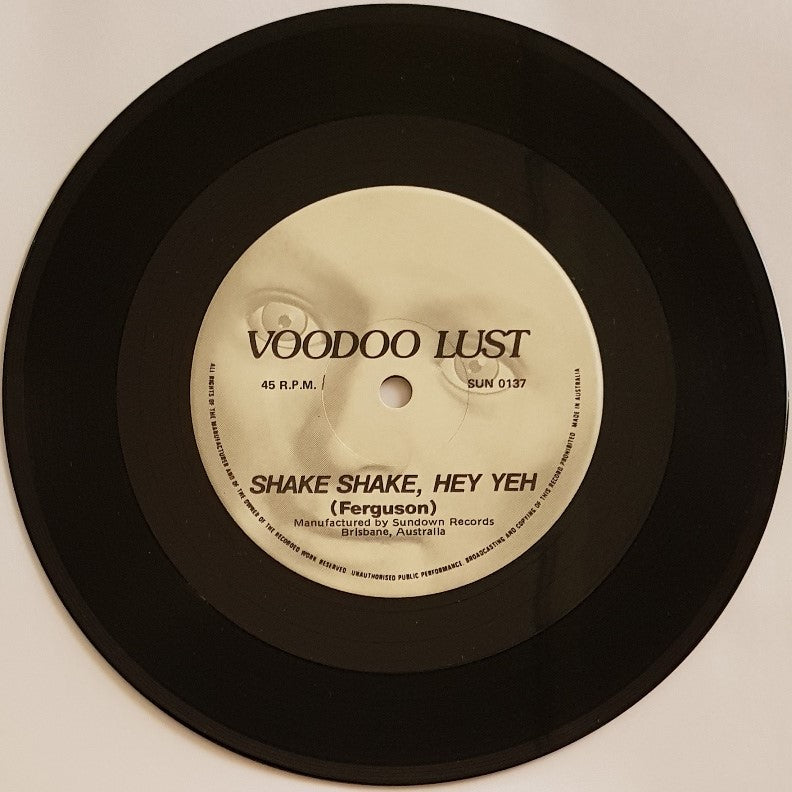 VOODOO LUST
45 R.P.M.
SUN 0137
SHAKE SHAKE, HEY YEH
(Ferguson)
Manufactured by Sundown Records
Brisbane, Australia
ALL RIGHTS OF THE MANUFACTURER AND OF THE OWNER OF THE RECORDED WORK RESERVED. UNAUTHORISED PUBLIC PERFORMANCE, BROADCASTING AND COPYING OF THIS RECORD PROHIBITED. MADE IN AUSTRALIA